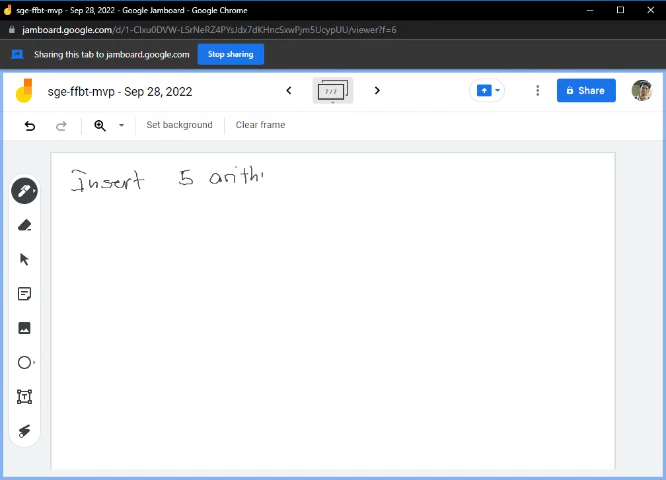 sge-ffbt-mvp - Sep 28, 2022 - Google Jamboard - Google Chrome
jamboard.google.com/d/1-CIxu0DVW-LSrNeRZ4PYsJdx7dKHncSxwPjm5UcypUU/viewer?f=6
Sharing this tab to jamboard.google.com Stop sharing
sge-ffbt-mvp - Sep 28, 2022 7 / 7 Share
Set background Clear frame
Insert 5 arith